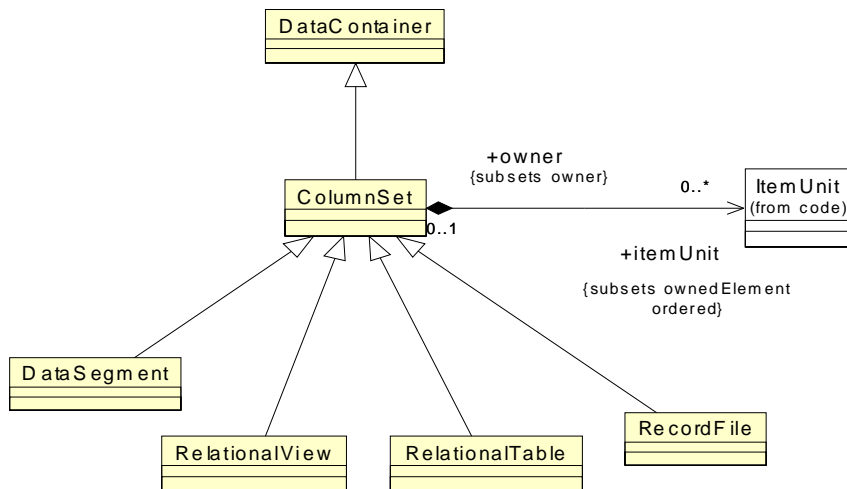 DataContainer
+owner
{subsets owner}
0..*
ItemUnit
(from code)
ColumnSet
0..1
+itemUnit
{subsets ownedElement
ordered}
DataSegment
RelationalView
RelationalTable
RecordFile